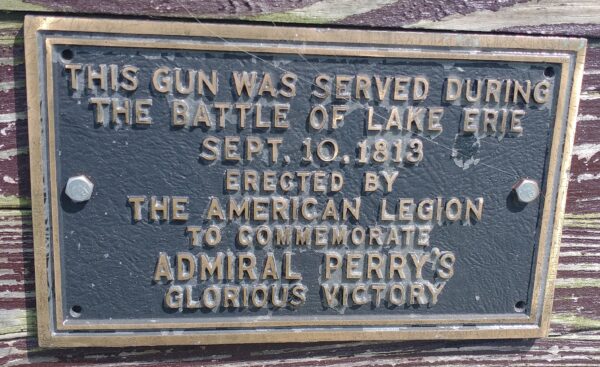 THIS GUN WAS SERVED DURING
THE BATTLE OF LAKE ERIE
SEPT. 10. 1813
ERECTED BY
THE AMERICAN LEGION
TO COMMEMORATE
ADMIRAL PERRY'S
GLORIOUS VICTORY